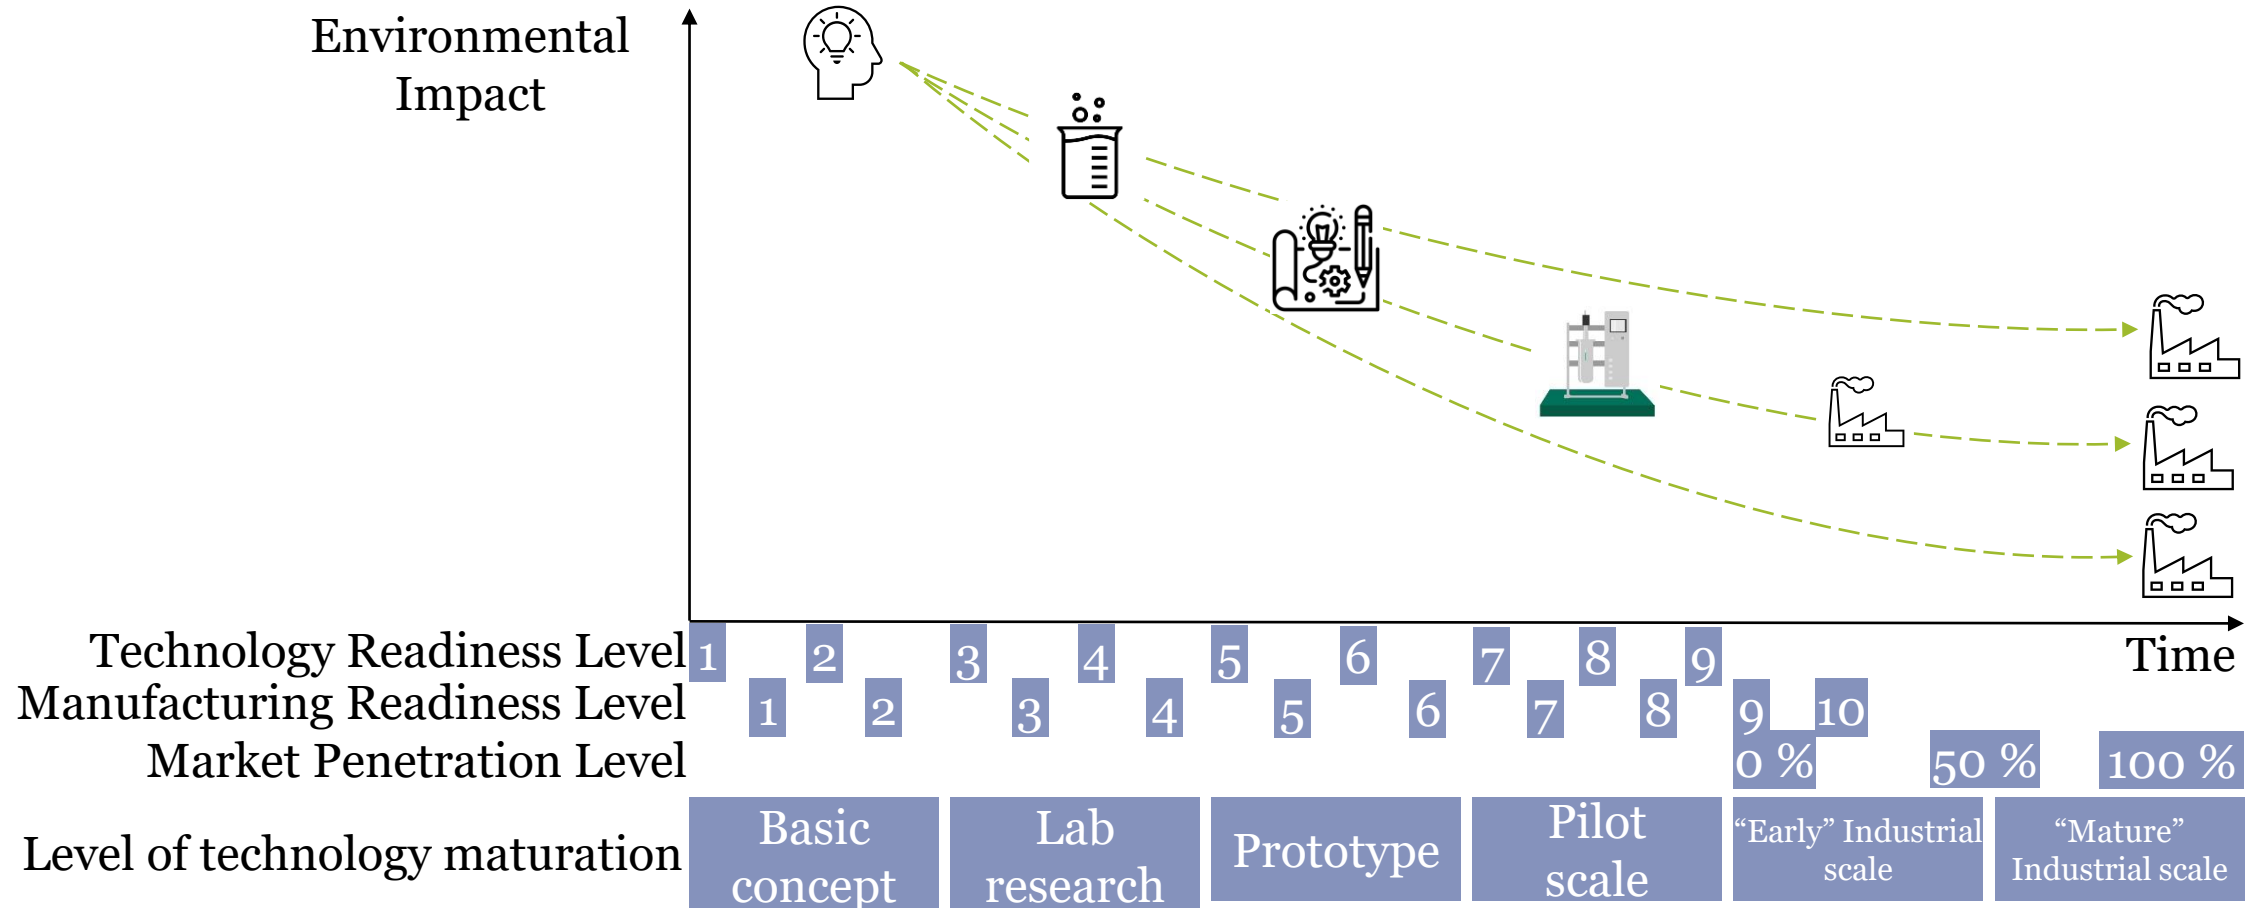 Environmental
Impact
Technology Readiness Level 1 2 3 4 5 6 7 8 9 Time
Manufacturing Readiness Level 1 2 3 4 5 6 7 8 9 10
Market Penetration Level 0 % 50 % 100 %
Level of technology maturation
Basic
concept
Lab
research
Prototype
Pilot
scale
“Early” Industrial
scale
“Mature”
Industrial scale